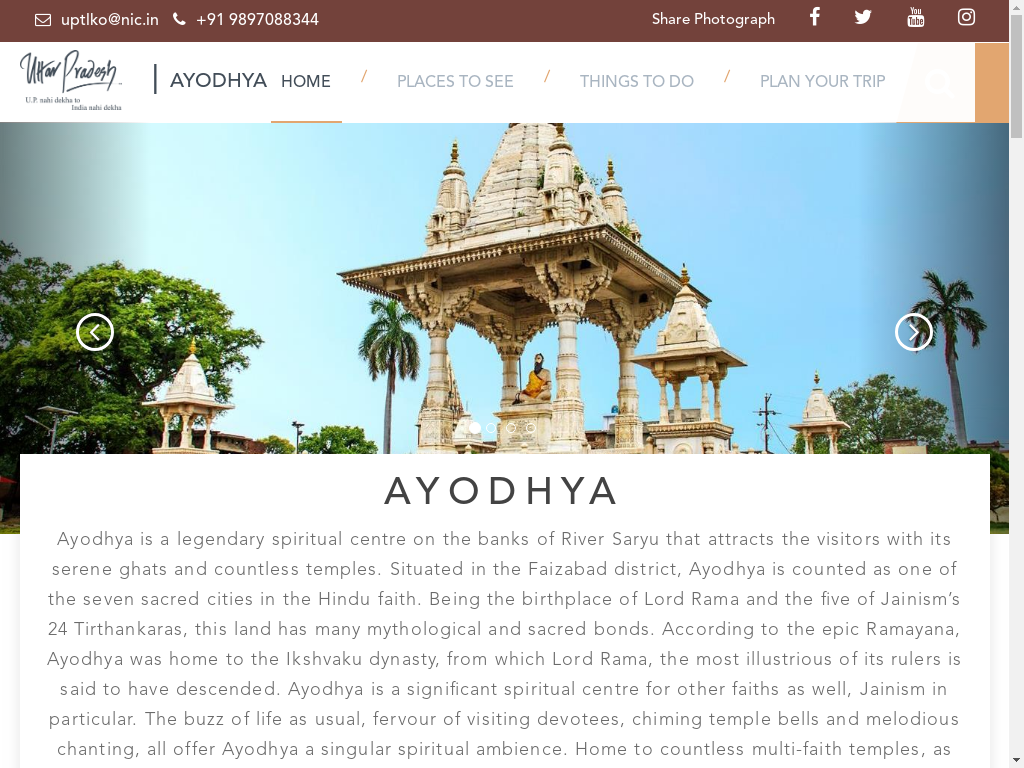 uptlko@nic.in +91 9897088344 Share Photograph You Tube
Uttar Pradesh
U.P. nahi dekha to
India nahi dekha
AYODHYA HOME / PLACES TO SEE / THINGS TO DO / PLAN YOUR TRIP
AYODHYA
Ayodhya is a legendary spiritual centre on the banks of River Saryu that attracts the visitors with its
serene ghats and countless temples. Situated in the Faizabad district, Ayodhya is counted as one of
the seven sacred cities in the Hindu faith. Being the birthplace of Lord Rama and the five of Jainism’s
24 Tirthankaras, this land has many mythological and sacred bonds. According to the epic Ramayana,
Ayodhya was home to the Ikshvaku dynasty, from which Lord Rama, the most illustrious of its rulers is
said to have descended. Ayodhya is a significant spiritual centre for other faiths as well, Jainism in
particular. The buzz of life as usual, fervour of visiting devotees, chiming temple bells and melodious
chanting, all offer Ayodhya a singular spiritual ambience. Home to countless multi-faith temples, as